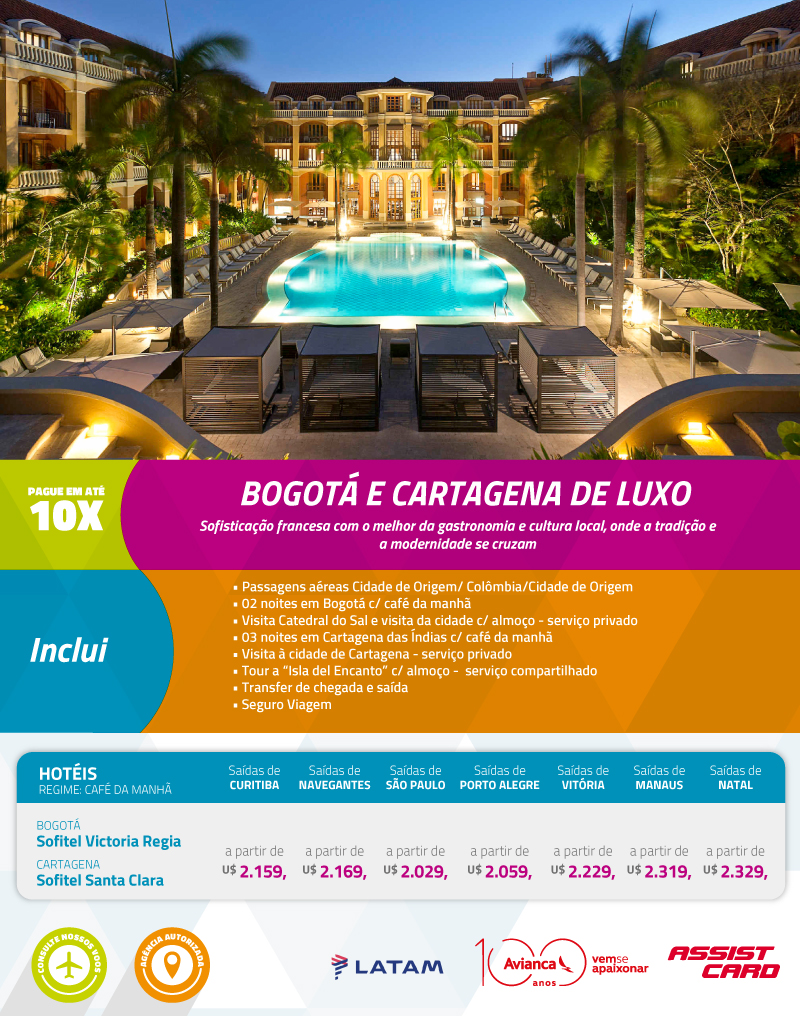 PAGUE EM ATÉ
10X
BOGOTÁ E CARTAGENA DE LUXO
Sofisticação francesa com o melhor da gastronomia e cultura local, onde a tradição e
a modernidade se cruzam
Inclui
• Passagens aéreas Cidade de Origem/ Colômbia/Cidade de Origem
• 02 noites em Bogotá c/ café da manhã
• Visita Catedral do Sal e visita da cidade c/ almoço - serviço privado
• 03 noites em Cartagena das Índias c/ café da manhã
• Visita à cidade de Cartagena - serviço privado
• Tour a “Isla del Encanto” c/ almoço - serviço compartilhado
• Transfer de chegada e saída
• Seguro Viagem
HOTÉIS
REGIME: CAFÉ DA MANHÃ
Saídas de
CURITIBA
Saídas de
NAVEGANTES
Saídas de
SÃO PAULO
Saídas de
PORTO ALEGRE
Saídas de
VITÓRIA
Saídas de
MANAUS
Saídas de
NATAL
BOGOTÁ
Sofitel Victoria Regia
CARTAGENA
Sofitel Santa Clara
a partir de
U$ 2.159,
a partir de
U$ 2.169,
a partir de
U$ 2.029,
a partir de
U$ 2.059,
a partir de
U$ 2.229,
a partir de
U$ 2.319,
a partir de
U$ 2.329,
CONSULTE NOSSOS VOOS
AGÊNCIA AUTORIZADA
LATAM
100
Avianca
anos
vemse
apaixonar
ASSIST
CARD